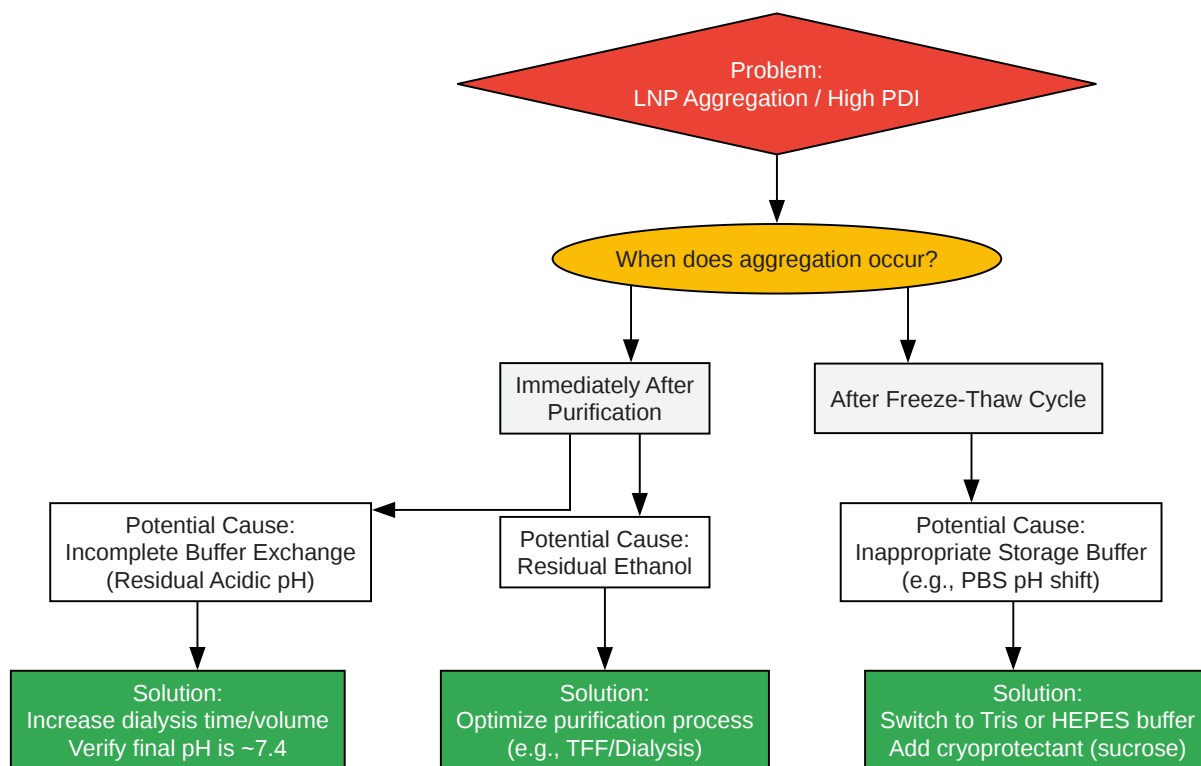 Problem:
LNP Aggregation / High PDI
When does aggregation occur?
Immediately After
Purification
After Freeze-Thaw Cycle
Potential Cause:
Incomplete Buffer Exchange
(Residual Acidic pH)
Potential Cause:
Residual Ethanol
Potential Cause:
Inappropriate Storage Buffer
(e.g., PBS pH shift)
Solution:
Increase dialysis time/volume
Verify final pH is ~7.4
Solution:
Optimize purification process
(e.g., TFF/Dialysis)
Solution:
Switch to Tris or HEPES buffer
Add cryoprotectant (sucrose)